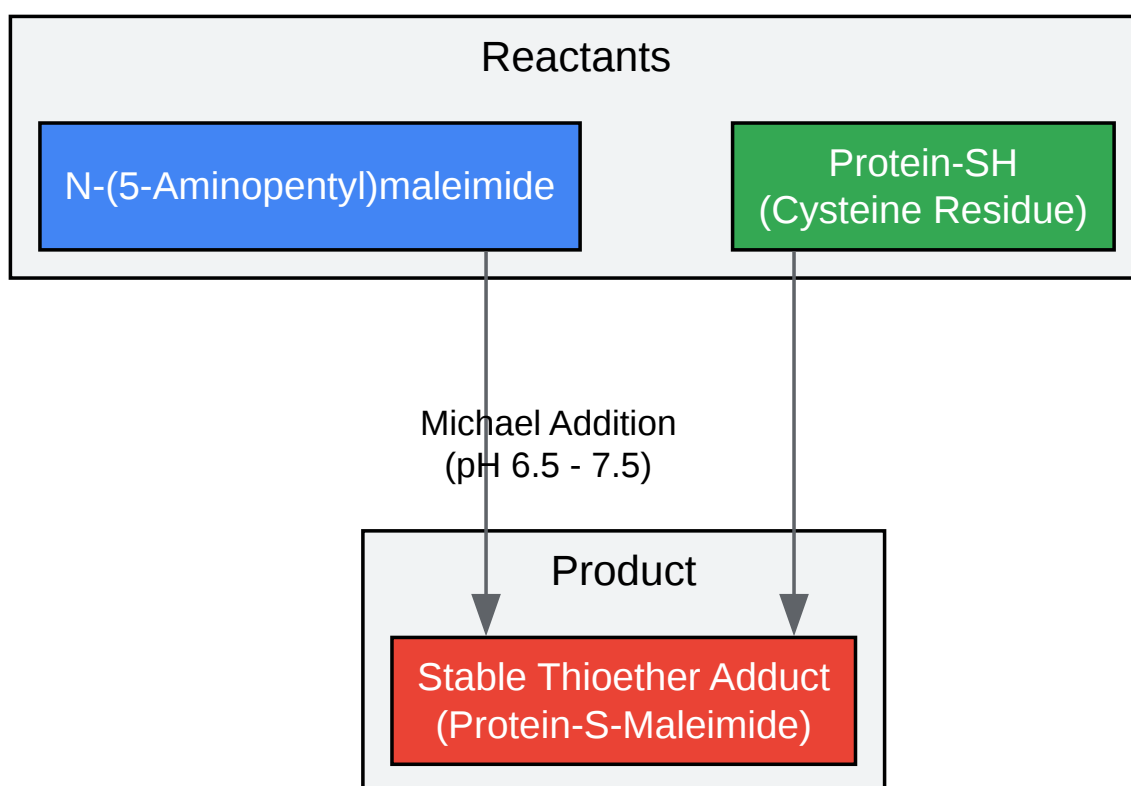 Reactants
N-(5-Aminopentyl)maleimide
Protein-SH
(Cysteine Residue)
Michael Addition
(pH 6.5 - 7.5)
Product
Stable Thioether Adduct
(Protein-S-Maleimide)